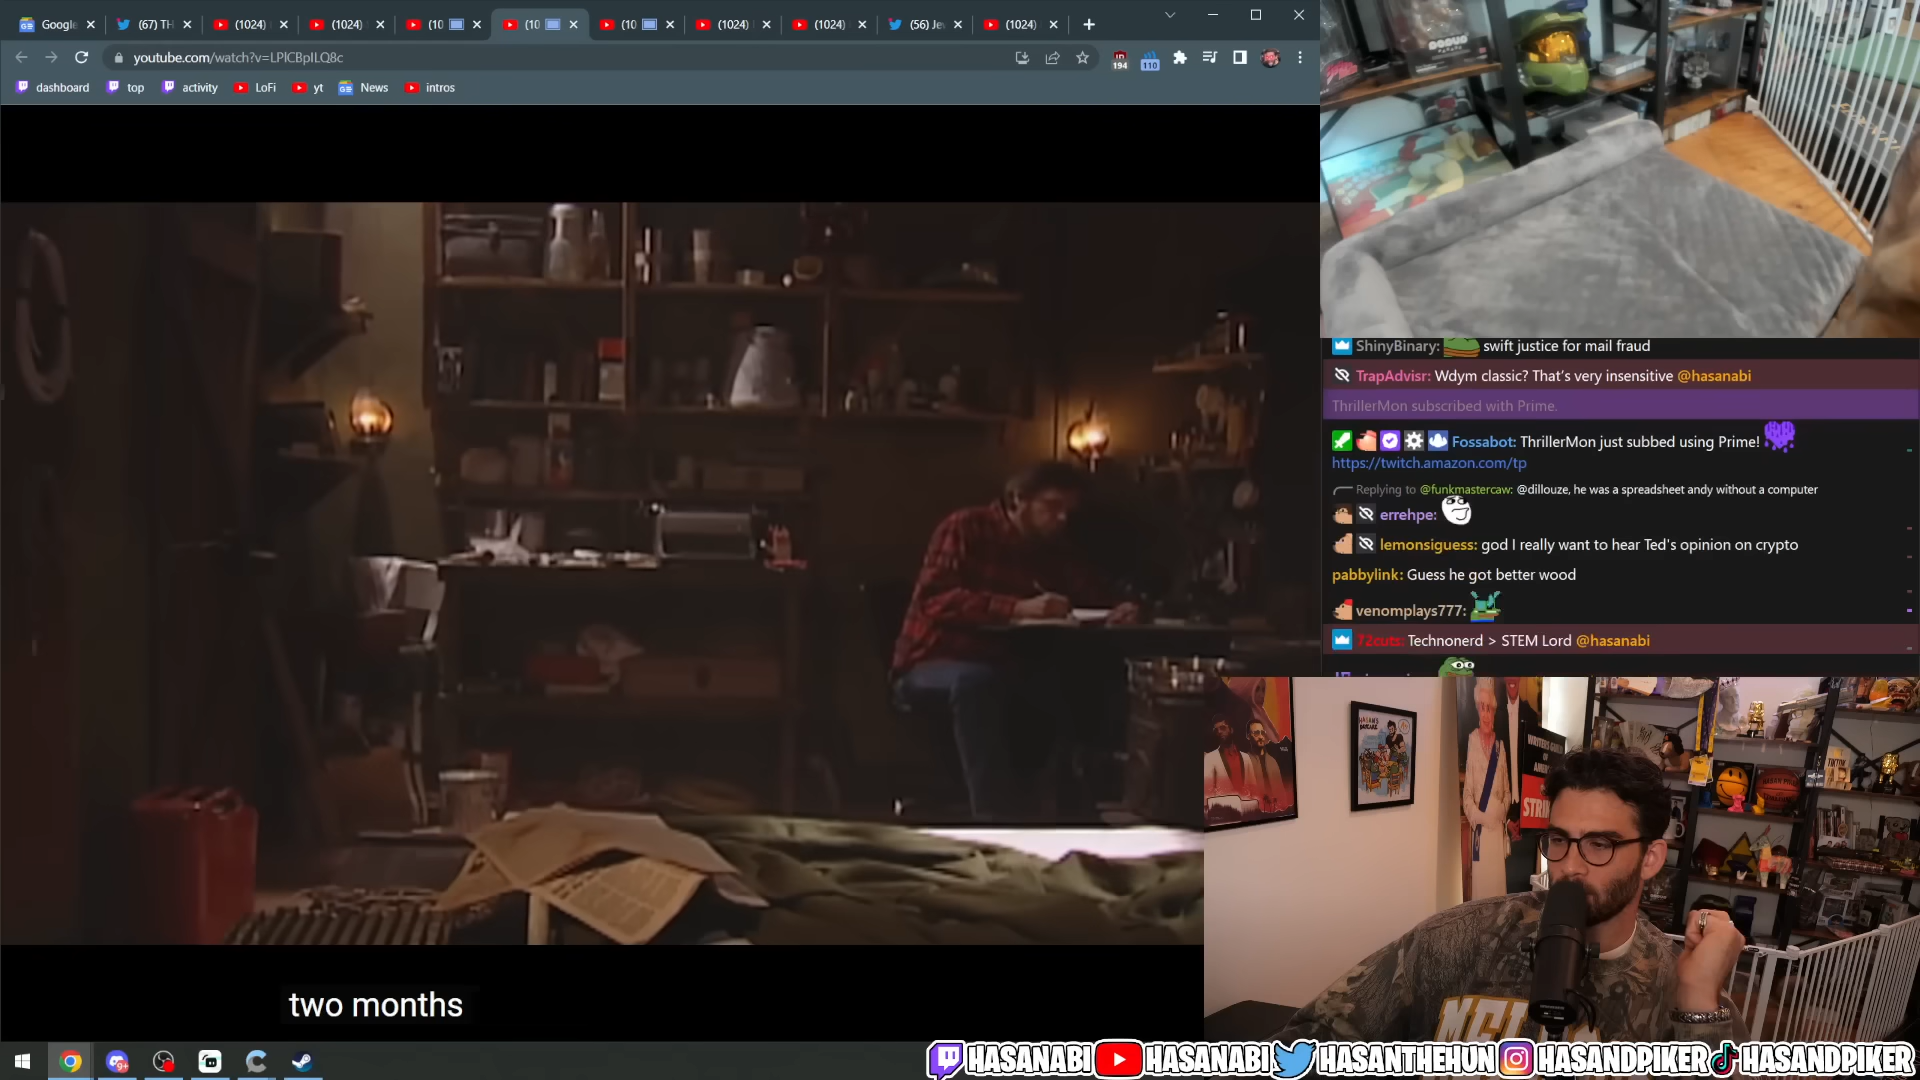 Google
(67) TH
(1024)
(1024)
(10
(10
(10
(1024)
(1024)
(56) Je
(1024)
youtube.com/watch?v=LPlCBpILQ8c
194
110
dashboard
top
activity
LoFi
yt
News
intros
ShinyBinary: swift justice for mail fraud
TrapAdvisr: Wdym classic? That's very insensitive @hasanabi
ThrillerMon subscribed with Prime.
Fossabot: ThrillerMon just subbed using Prime!
https://twitch.amazon.com/tp
Replying to @funkmastercaw: @dillouze, he was a spreadsheet andy without a computer
errehpe:
lemonsiguess: god I really want to hear Ted's opinion on crypto
pabbylink: Guess he got better wood
venomplays777:
72cuts: Technonerd > STEM Lord @hasanabi
two months
HASANABI HASANABI HASANTHEHUN HASANDPIKER HASANDPIKER